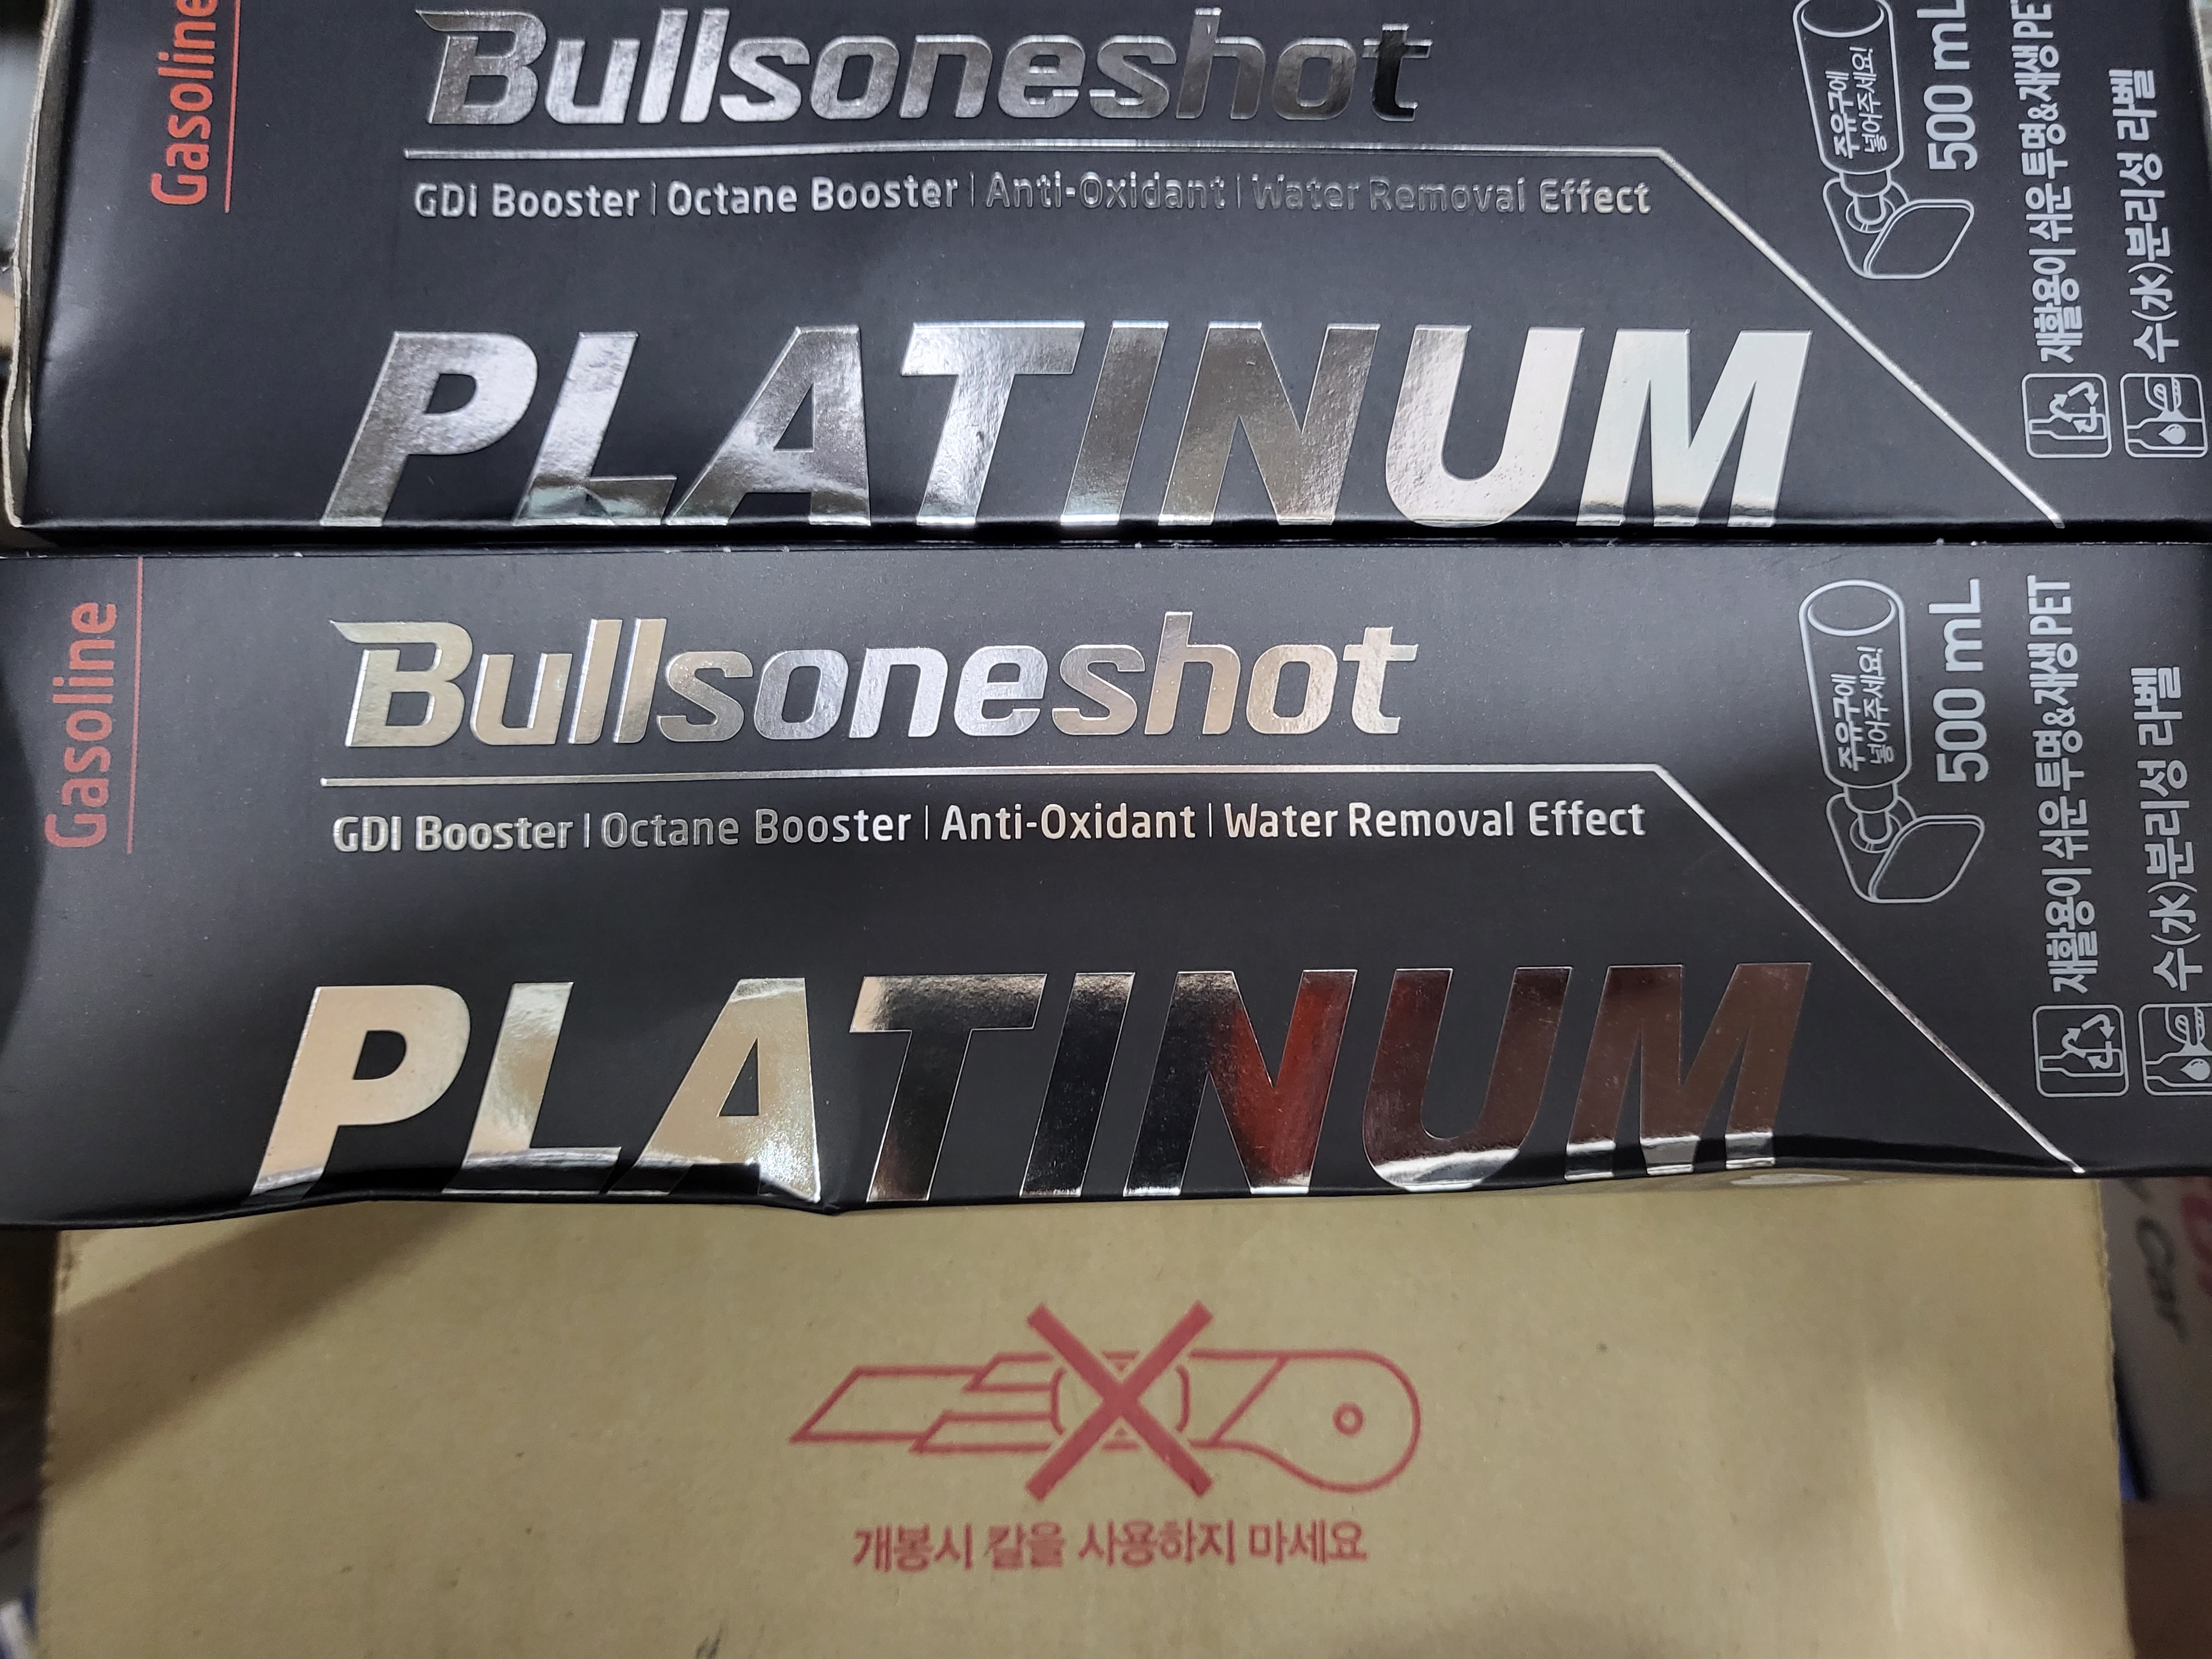 Gasoline
Bullsoneshot
GDI Booster | Octane Booster | Anti-Oxidant | Water Removal Effect
PLATINUM
주유구에
넣어주세요!
500 mL
재활용이 쉬운 투명&재생 PET
수(水)분리성 라벨
Gasoline
Bullsoneshot
GDI Booster | Octane Booster | Anti-Oxidant | Water Removal Effect
PLATINUM
주유구에
넣어주세요!
500 mL
재활용이 쉬운 투명&재생 PET
수(水)분리성 라벨
개봉시 칼을 사용하지 마세요
Car